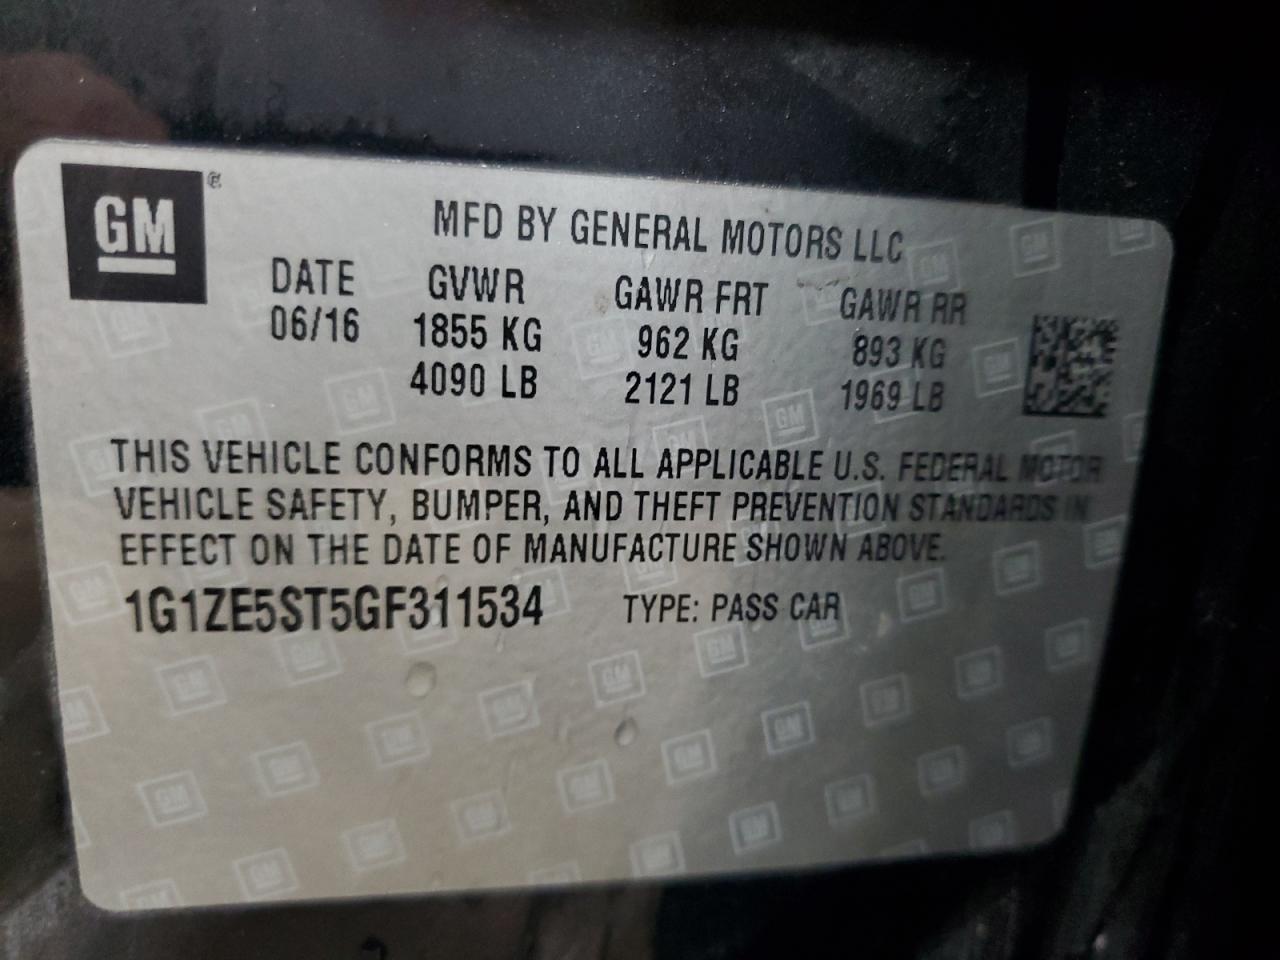 GM
MFD BY GENERAL MOTORS LLC
DATE GVWR GAWR FRT GAWR RR
06/16 1855 KG 962 KG 893 KG
4090 LB 2121 LB 1969 LB
THIS VEHICLE CONFORMS TO ALL APPLICABLE U.S. FEDERAL MOTOR
VEHICLE SAFETY, BUMPER, AND THEFT PREVENTION STANDARDS IN
EFFECT ON THE DATE OF MANUFACTURE SHOWN ABOVE.
1G1ZE5ST5GF311534 TYPE: PASS CAR